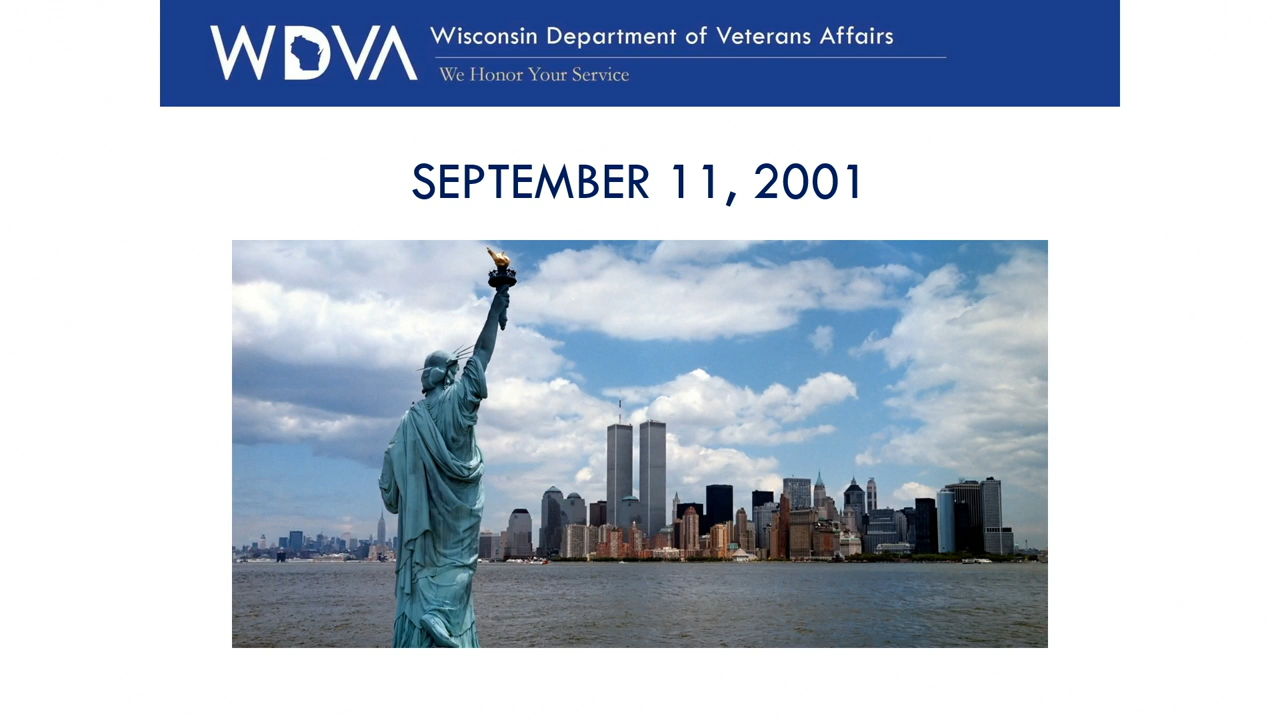 WDVA
Wisconsin Department of Veterans Affairs
We Honor Your Service
SEPTEMBER 11, 2001